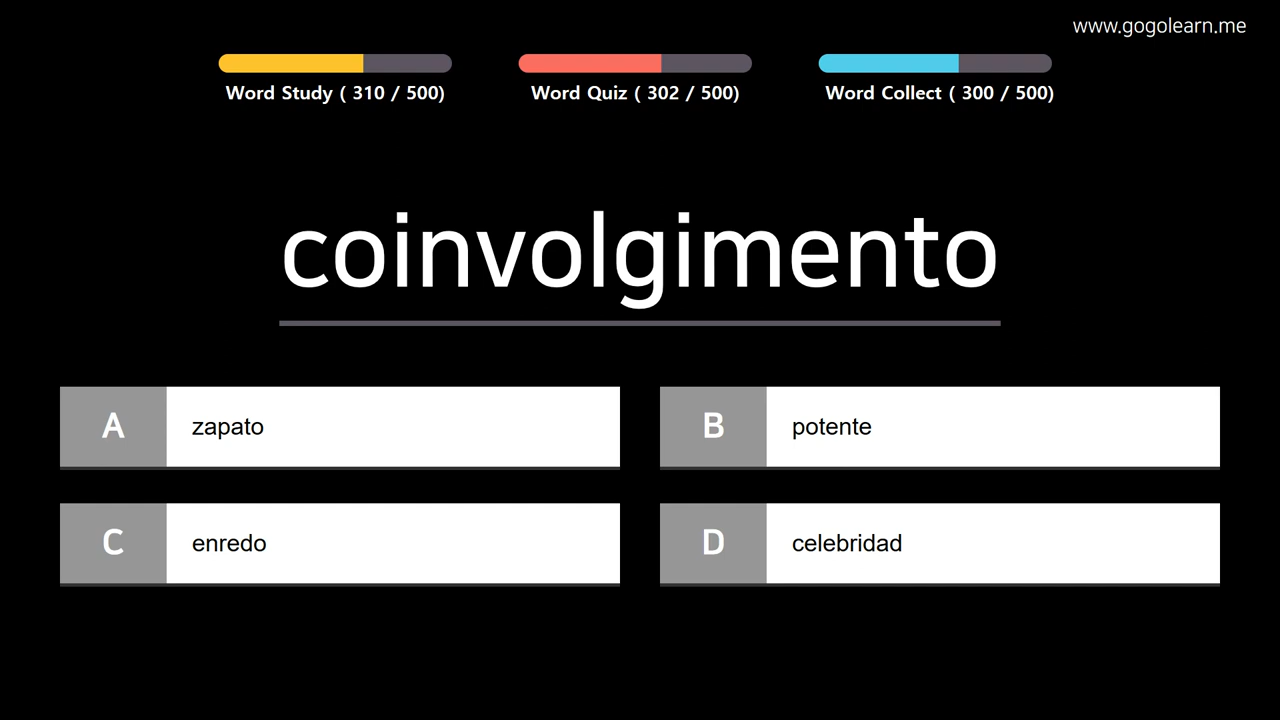 www.gogolearn.me
Word Study ( 310 / 500)
Word Quiz ( 302 / 500)
Word Collect ( 300 / 500)
coinvolgimento
A zapato
B potente
C enredo
D celebridad